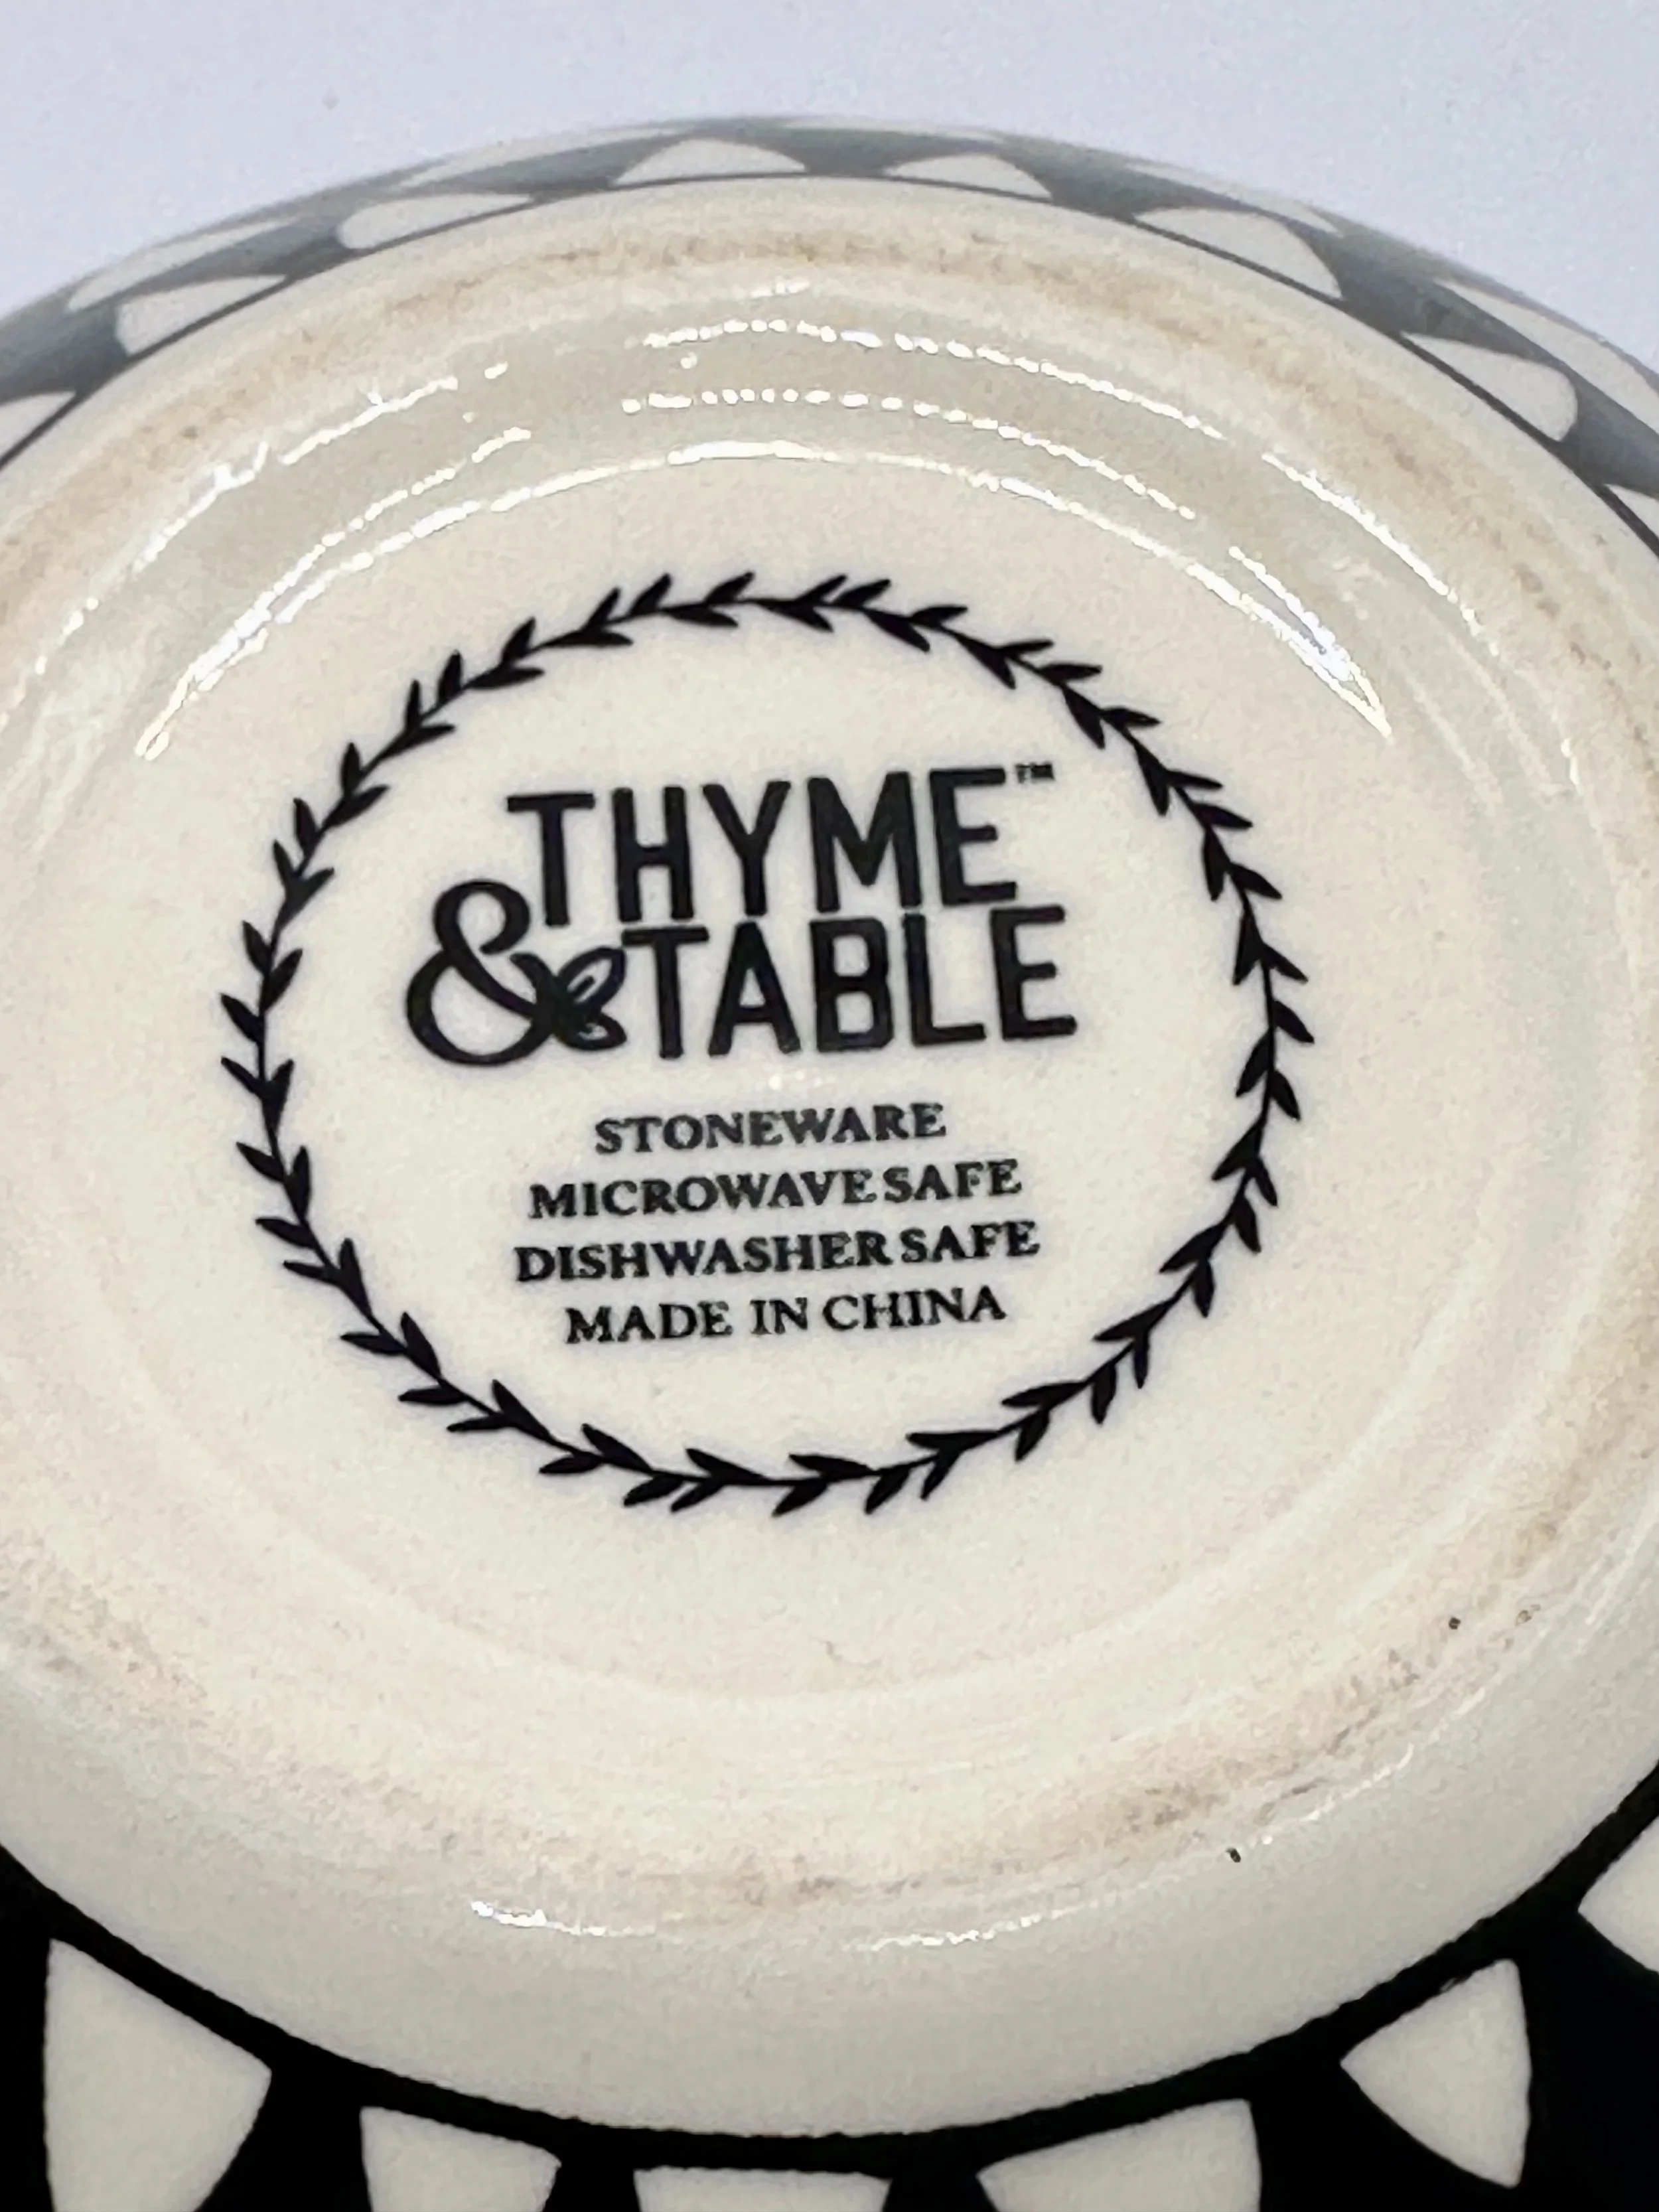 THYME™
&TABLE
STONEWARE
MICROWAVE SAFE
DISHWASHER SAFE
MADE IN CHINA